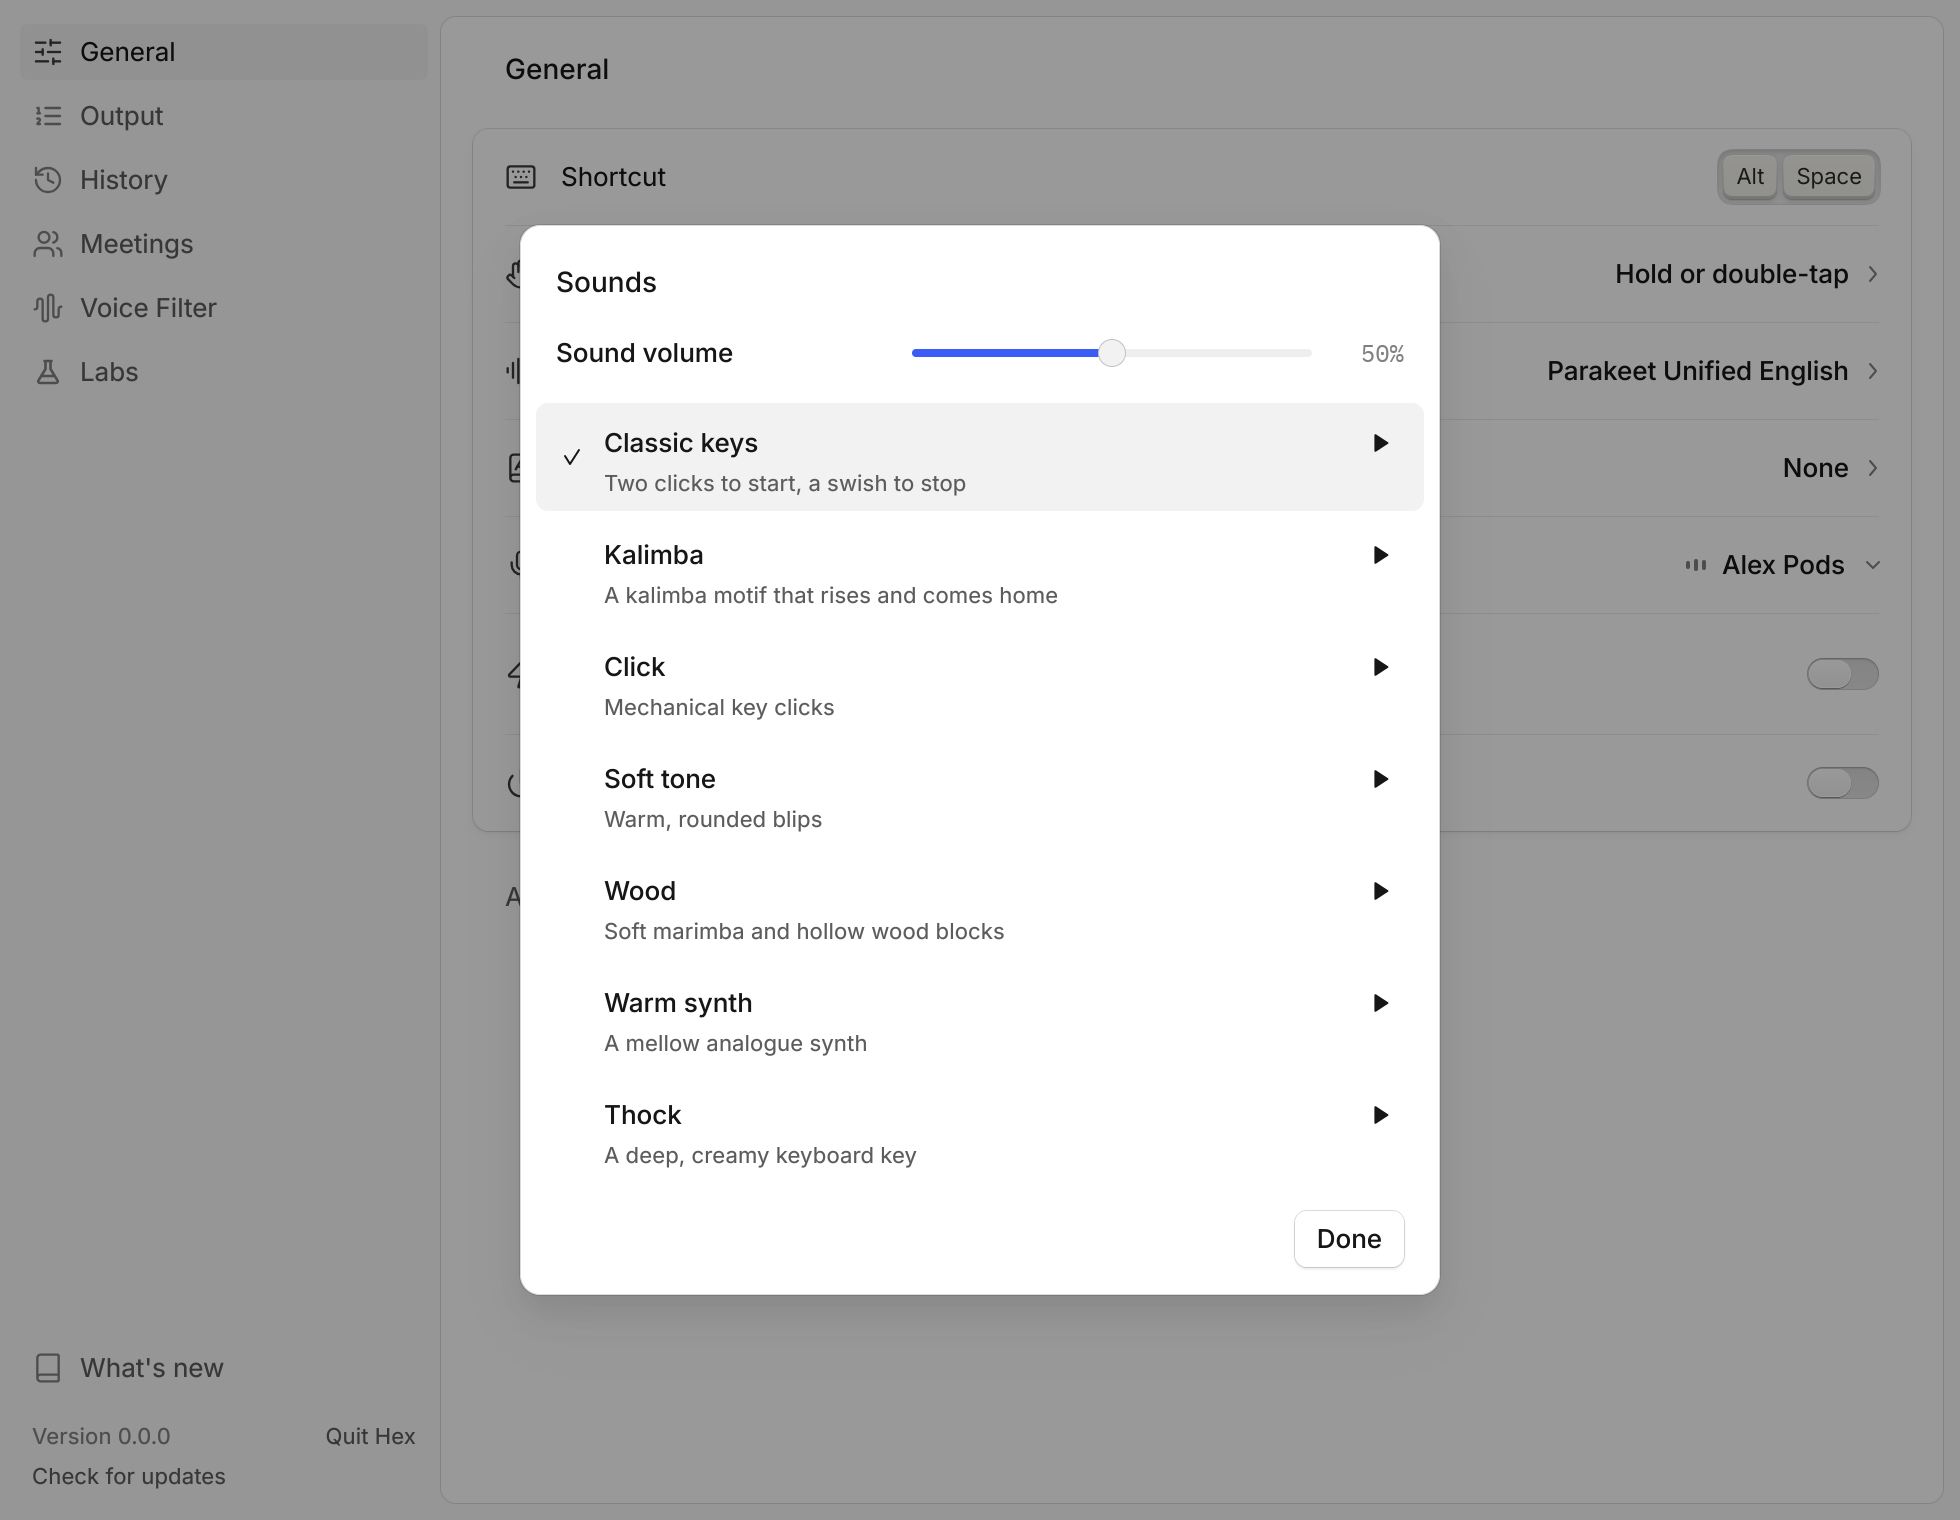 General
Output
History
Meetings
Voice Filter
Labs
What's new
Version 0.0.0
Quit Hex
Check for updates
General
Shortcut
Alt
Space
Hold or double-tap
Parakeet Unified English
None
Alex Pods
Sounds
Sound volume
50%
Classic keys
Two clicks to start, a swish to stop
Kalimba
A kalimba motif that rises and comes home
Click
Mechanical key clicks
Soft tone
Warm, rounded blips
Wood
Soft marimba and hollow wood blocks
Warm synth
A mellow analogue synth
Thock
A deep, creamy keyboard key
Done